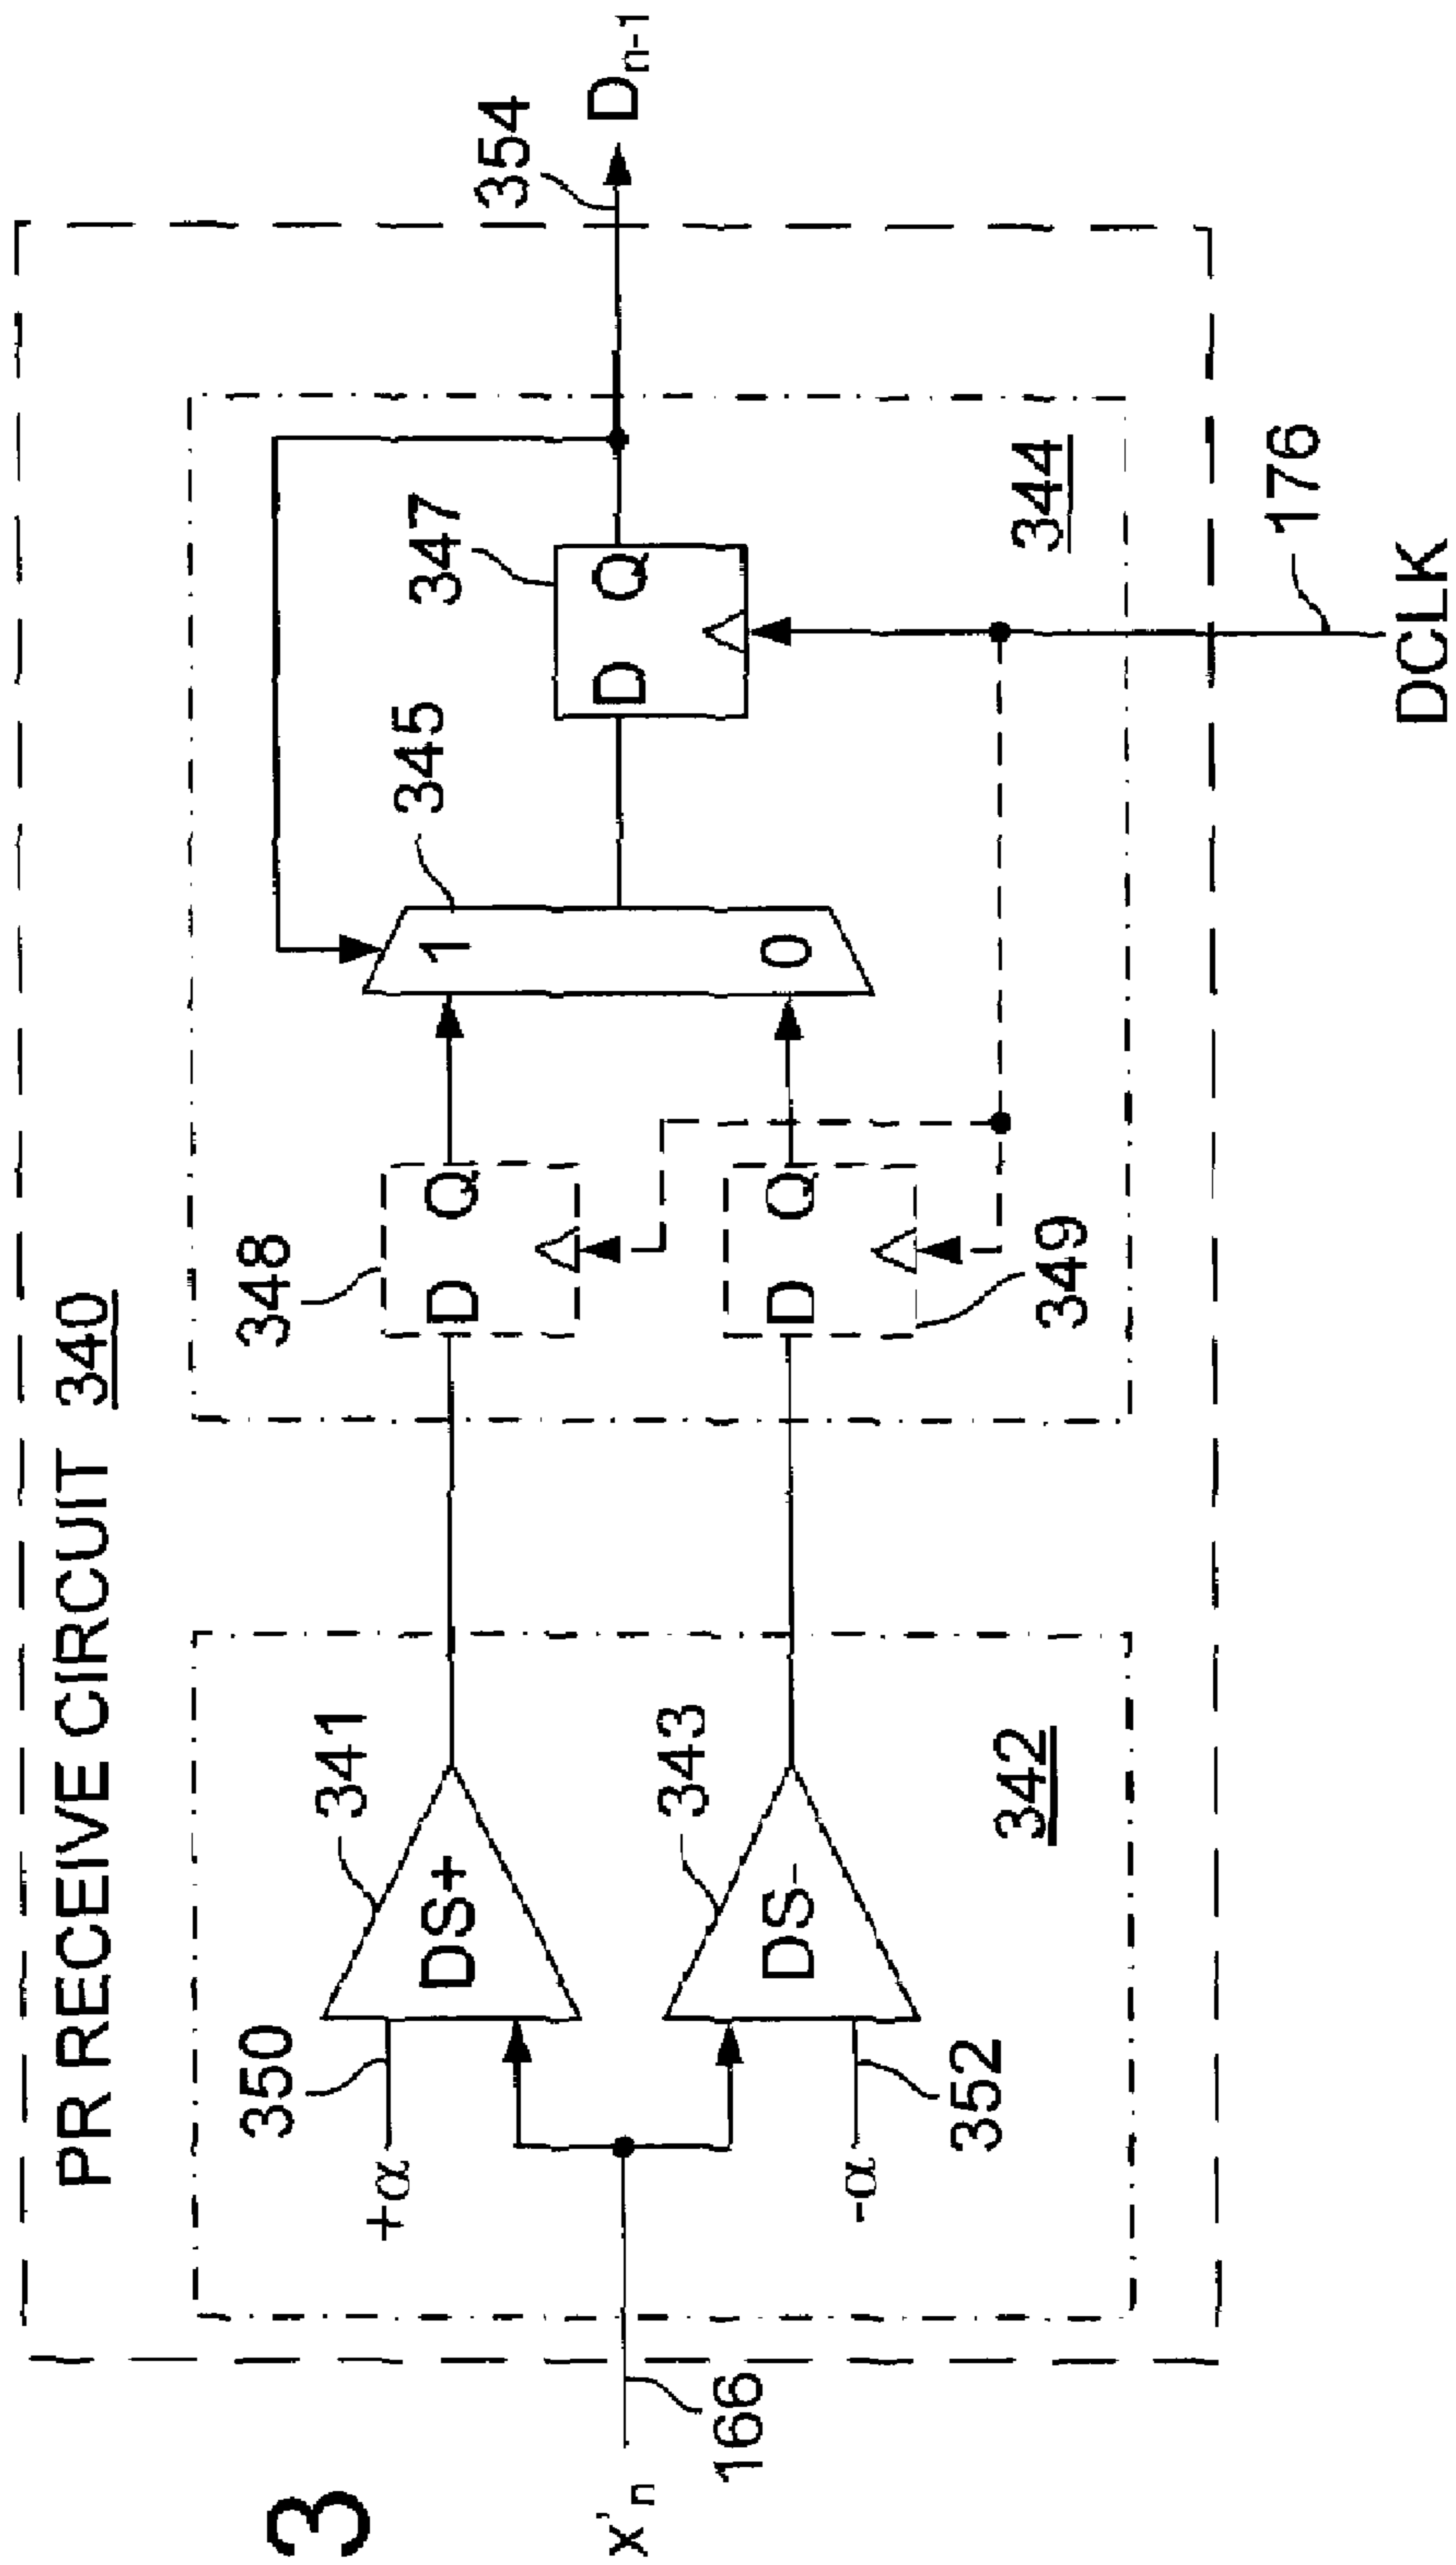 3
PR RECEIVE CIRCUIT 340
x'n
166
+α
350
DS+
341
-α
352
DS-
343
342
348
D Q
349
D Q
345
1
0
347
D Q
344
354
Dn-1
176
DCLK